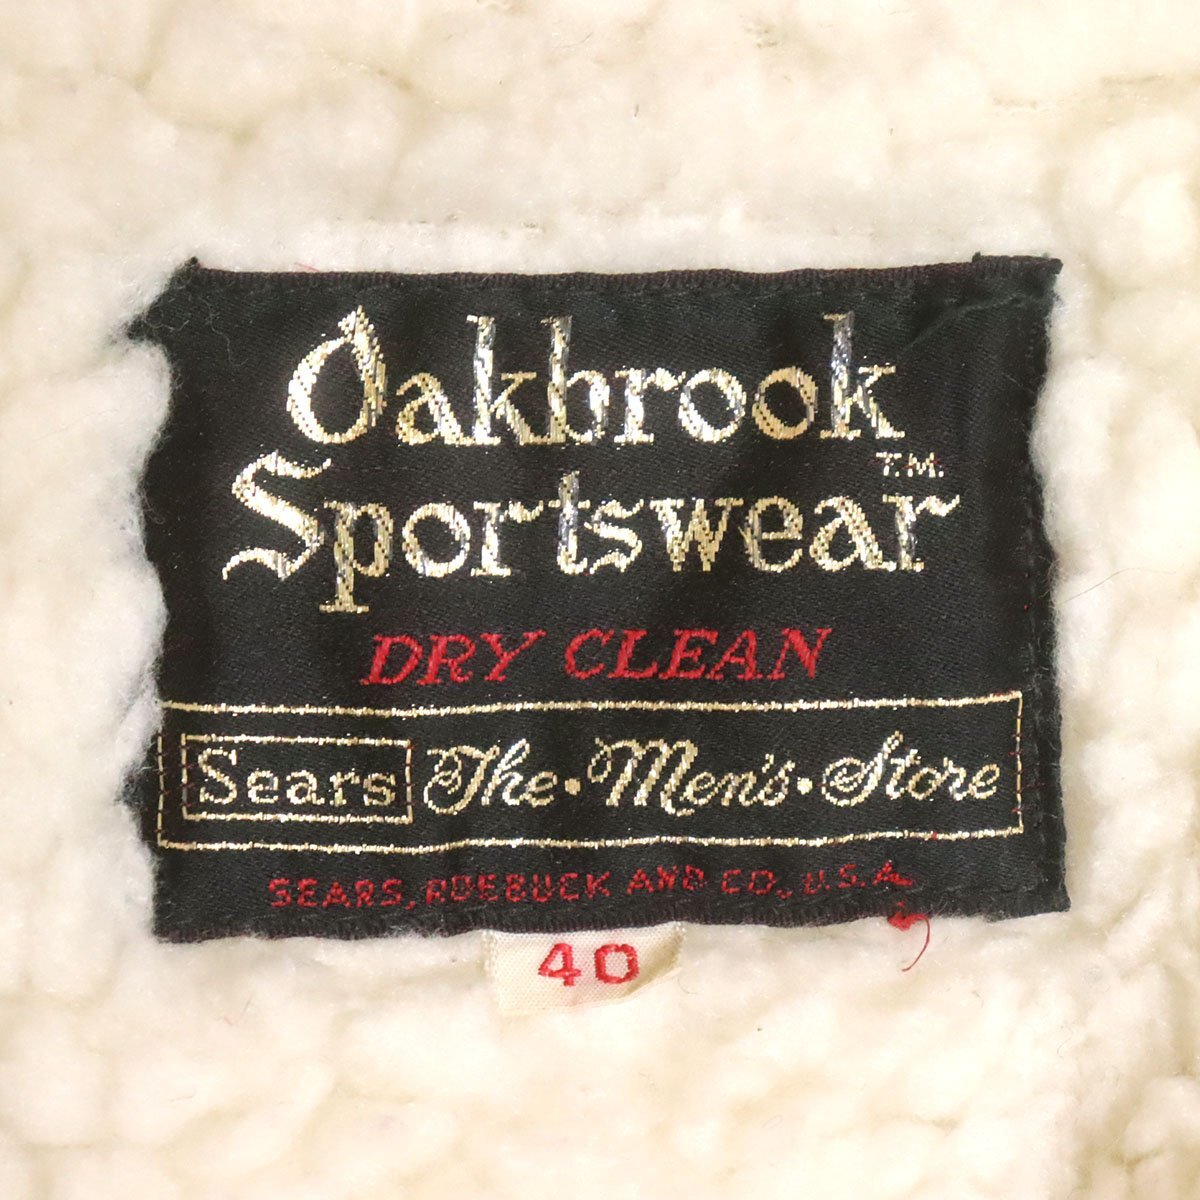 Oakbrook
T.M.
Sportswear
DRY CLEAN
Sears The·Men's·Store
SEARS, ROEBUCK AND CO., U.S.A.
40